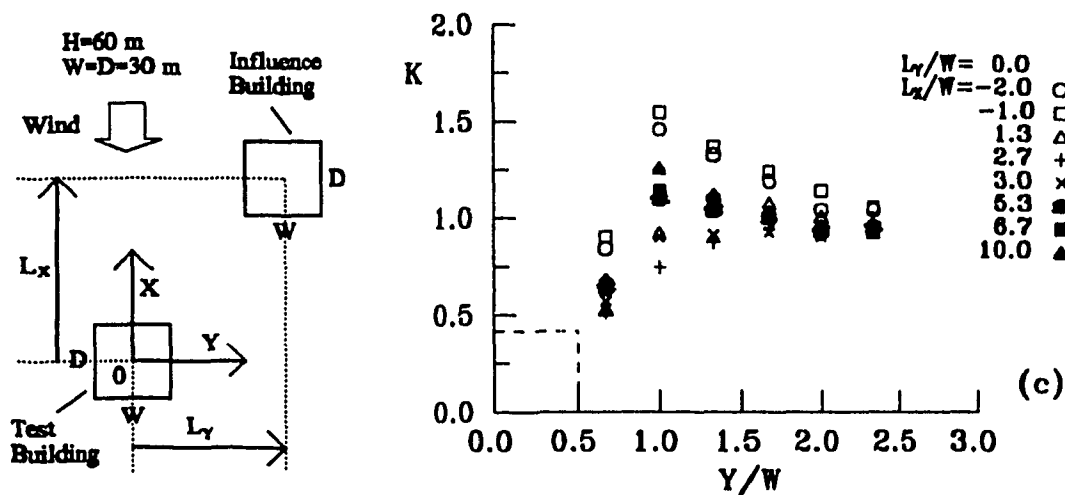 H=60 m
W=D=30 m
Wind
Influence
Building
D
W
Lx
X
Y
D
0
W
Test
Building
LY
K
2.0
1.5
1.0
0.5
0.0
0.0 0.5 1.0 1.5 2.0 2.5 3.0
Y/W
LY/W= 0.0
LX/W=-2.0
-1.0
1.3
2.7
3.0
5.3
6.7
10.0
(c)